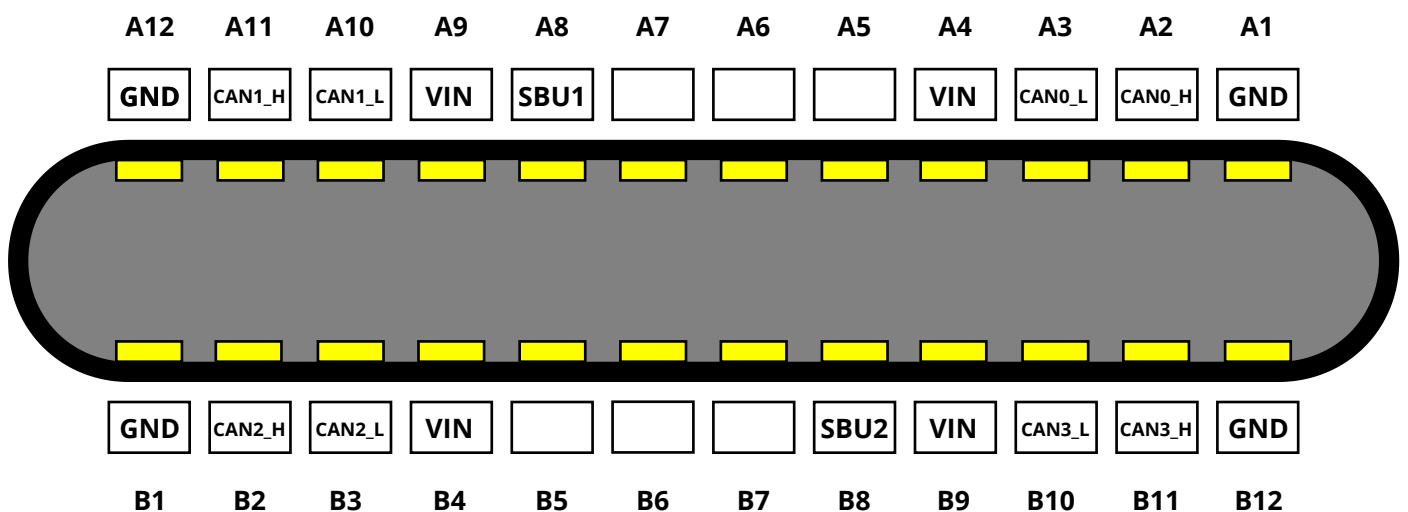 A12 A11 A10 A9 A8 A7 A6 A5 A4 A3 A2 A1
GND CAN1_H CAN1_L VIN SBU1 VIN CAN0_L CAN0_H GND
GND CAN2_H CAN2_L VIN SBU2 VIN CAN3_L CAN3_H GND
B1 B2 B3 B4 B5 B6 B7 B8 B9 B10 B11 B12